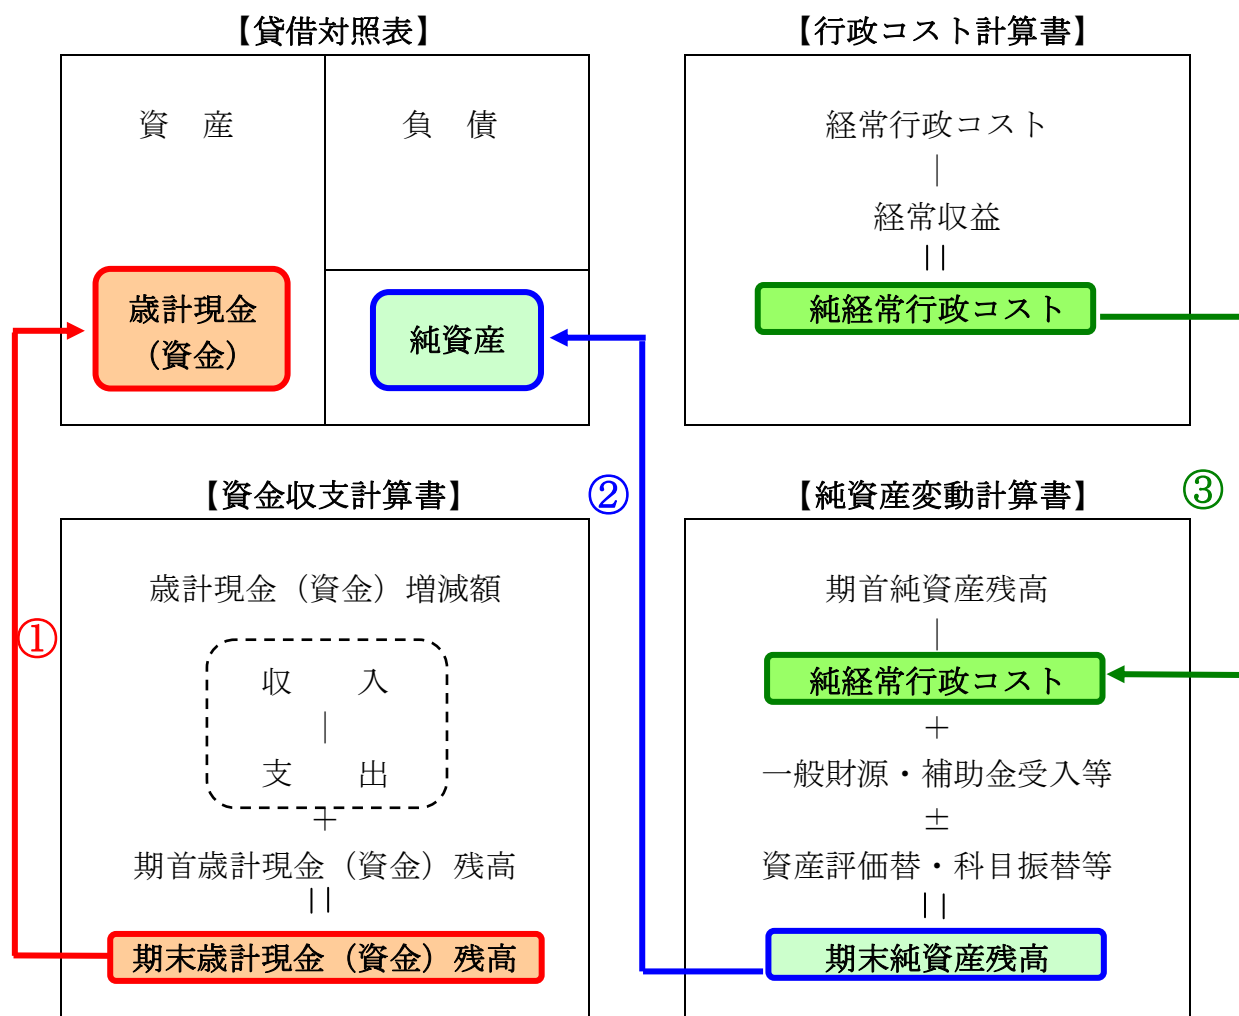 【貸借対照表】
資　産
負　債
歳計現金
（資金）
純資産
【行政コスト計算書】
経常行政コスト
｜
経常収益
||
純経常行政コスト
①
【資金収支計算書】
歳計現金（資金）増減額
収　　入
｜
支　　出
＋
期首歳計現金（資金）残高
||
期末歳計現金（資金）残高
②
【純資産変動計算書】
③
期首純資産残高
｜
純経常行政コスト
＋
一般財源・補助金受入等
±
資産評価替・科目振替等
||
期末純資産残高